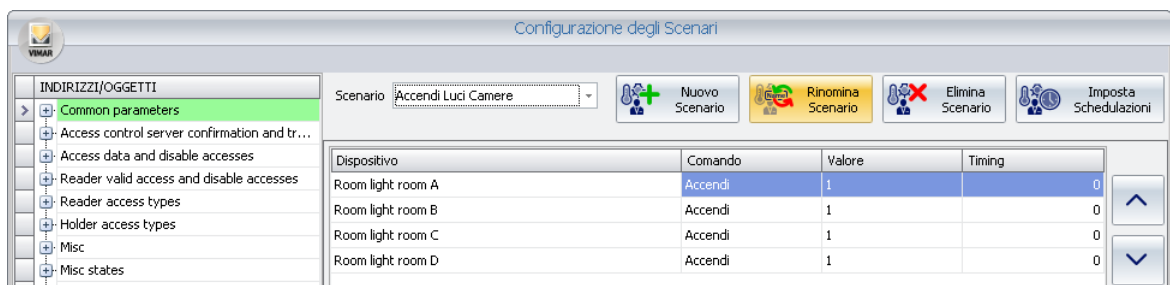 Configurazione degli Scenari
VIMAR
INDIRIZZI/OGGETTI
Common parameters
Access control server confirmation and tr...
Access data and disable accesses
Reader valid access and disable accesses
Reader access types
Holder access types
Misc
Misc states
Scenario Accendi Luci Camere
Nuovo
Scenario
Rinomina
Scenario
Elimina
Scenario
Imposta
Schedulazioni
Dispositivo Comando Valore Timing
Room light room A Accendi 1 0
Room light room B Accendi 1 0
Room light room C Accendi 1 0
Room light room D Accendi 1 0